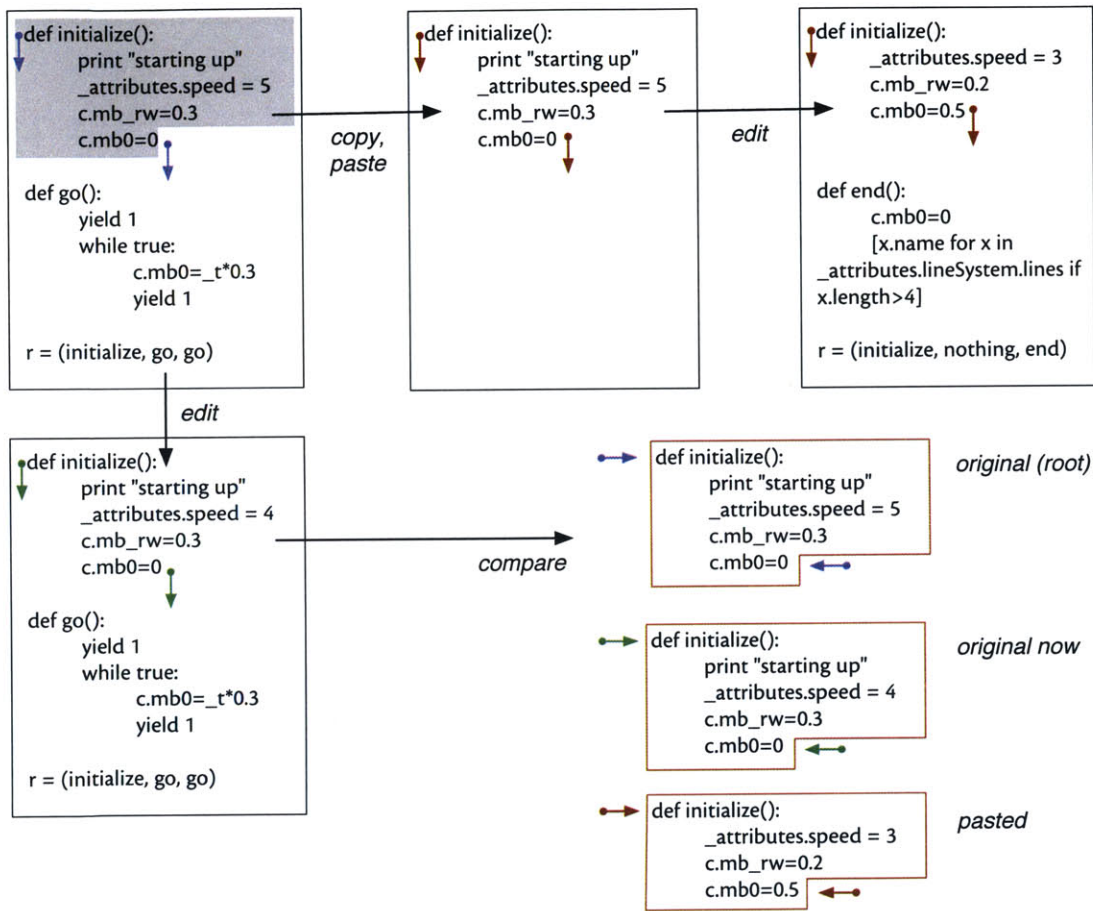 def initialize():
print "starting up"
_attributes.speed = 5
c.mb_rw=0.3
c.mb0=0
def go():
yield 1
while true:
c.mb0=_t*0.3
yield 1
r = (initialize, go, go)
copy,
paste
def initialize():
print "starting up"
_attributes.speed = 5
c.mb_rw=0.3
c.mb0=0
edit
def initialize():
_attributes.speed = 3
c.mb_rw=0.2
c.mb0=0.5
def end():
c.mb0=0
[x.name for x in
_attributes.lineSystem.lines if
x.length>4]
r = (initialize, nothing, end)
edit
def initialize():
print "starting up"
_attributes.speed = 4
c.mb_rw=0.3
c.mb0=0
def go():
yield 1
while true:
c.mb0=_t*0.3
yield 1
r = (initialize, go, go)
compare
def initialize():
print "starting up"
_attributes.speed = 5
c.mb_rw=0.3
c.mb0=0
original (root)
def initialize():
print "starting up"
_attributes.speed = 4
c.mb_rw=0.3
c.mb0=0
original now
def initialize():
_attributes.speed = 3
c.mb_rw=0.2
c.mb0=0.5
pasted